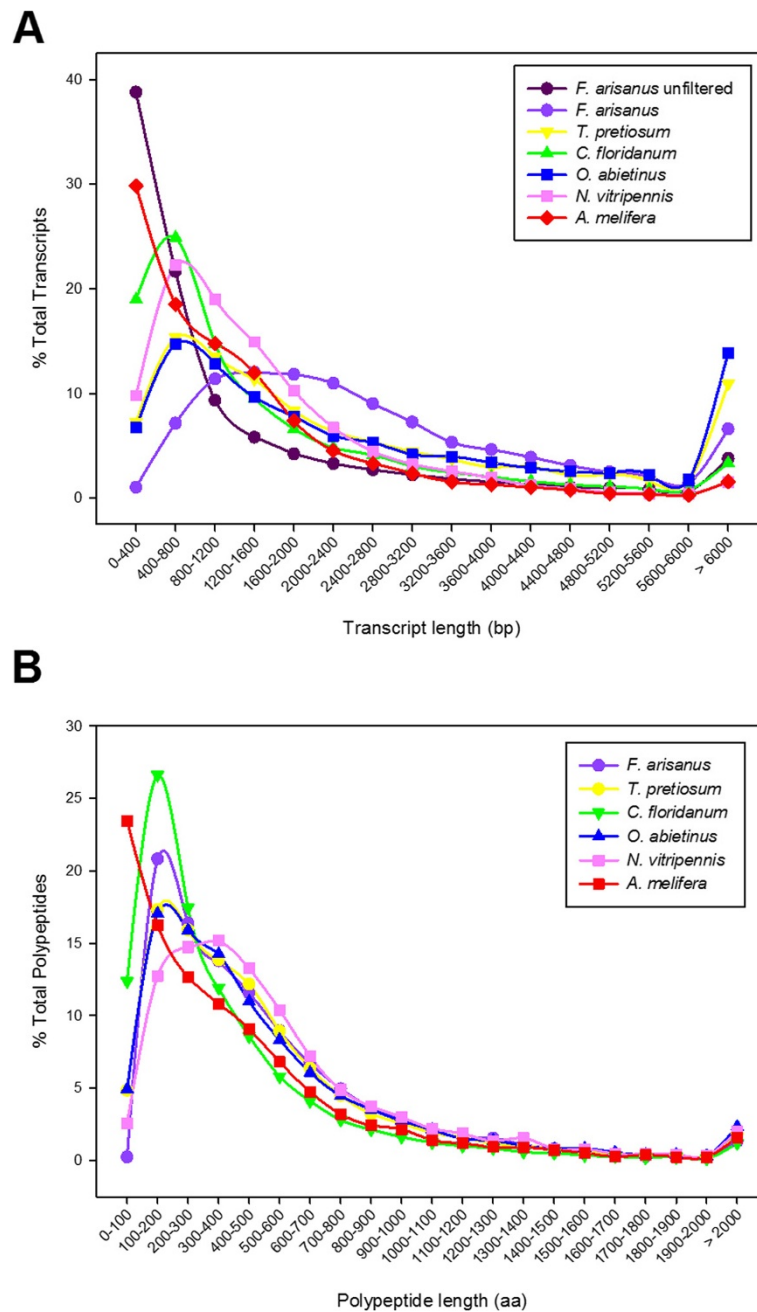 A
40
30
20
10
0
% Total Transcripts
F. arisanus unfiltered
F. arisanus
T. pretiosum
C. floridanum
O. abietinus
N. vitripennis
A. melifera
0-400
400-800
800-1200
1200-1600
1600-2000
2000-2400
2400-2800
2800-3200
3200-3600
3600-4000
4000-4400
4400-4800
4800-5200
5200-5600
5600-6000
> 6000
Transcript length (bp)
B
30
25
20
15
10
5
0
% Total Polypeptides
F. arisanus
T. pretiosum
C. floridanum
O. abietinus
N. vitripennis
A. melifera
0-100
100-200
200-300
300-400
400-500
500-600
600-700
700-800
800-900
900-1000
1000-1100
1100-1200
1200-1300
1300-1400
1400-1500
1500-1600
1600-1700
1700-1800
1800-1900
1900-2000
> 2000
Polypeptide length (aa)